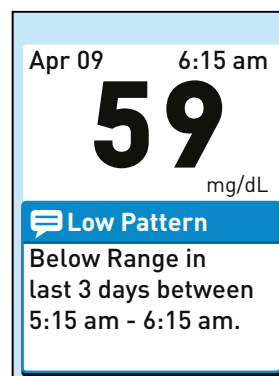 Apr 09 6:15 am
59
mg/dL
Low Pattern
Below Range in
last 3 days between
5:15 am - 6:15 am.